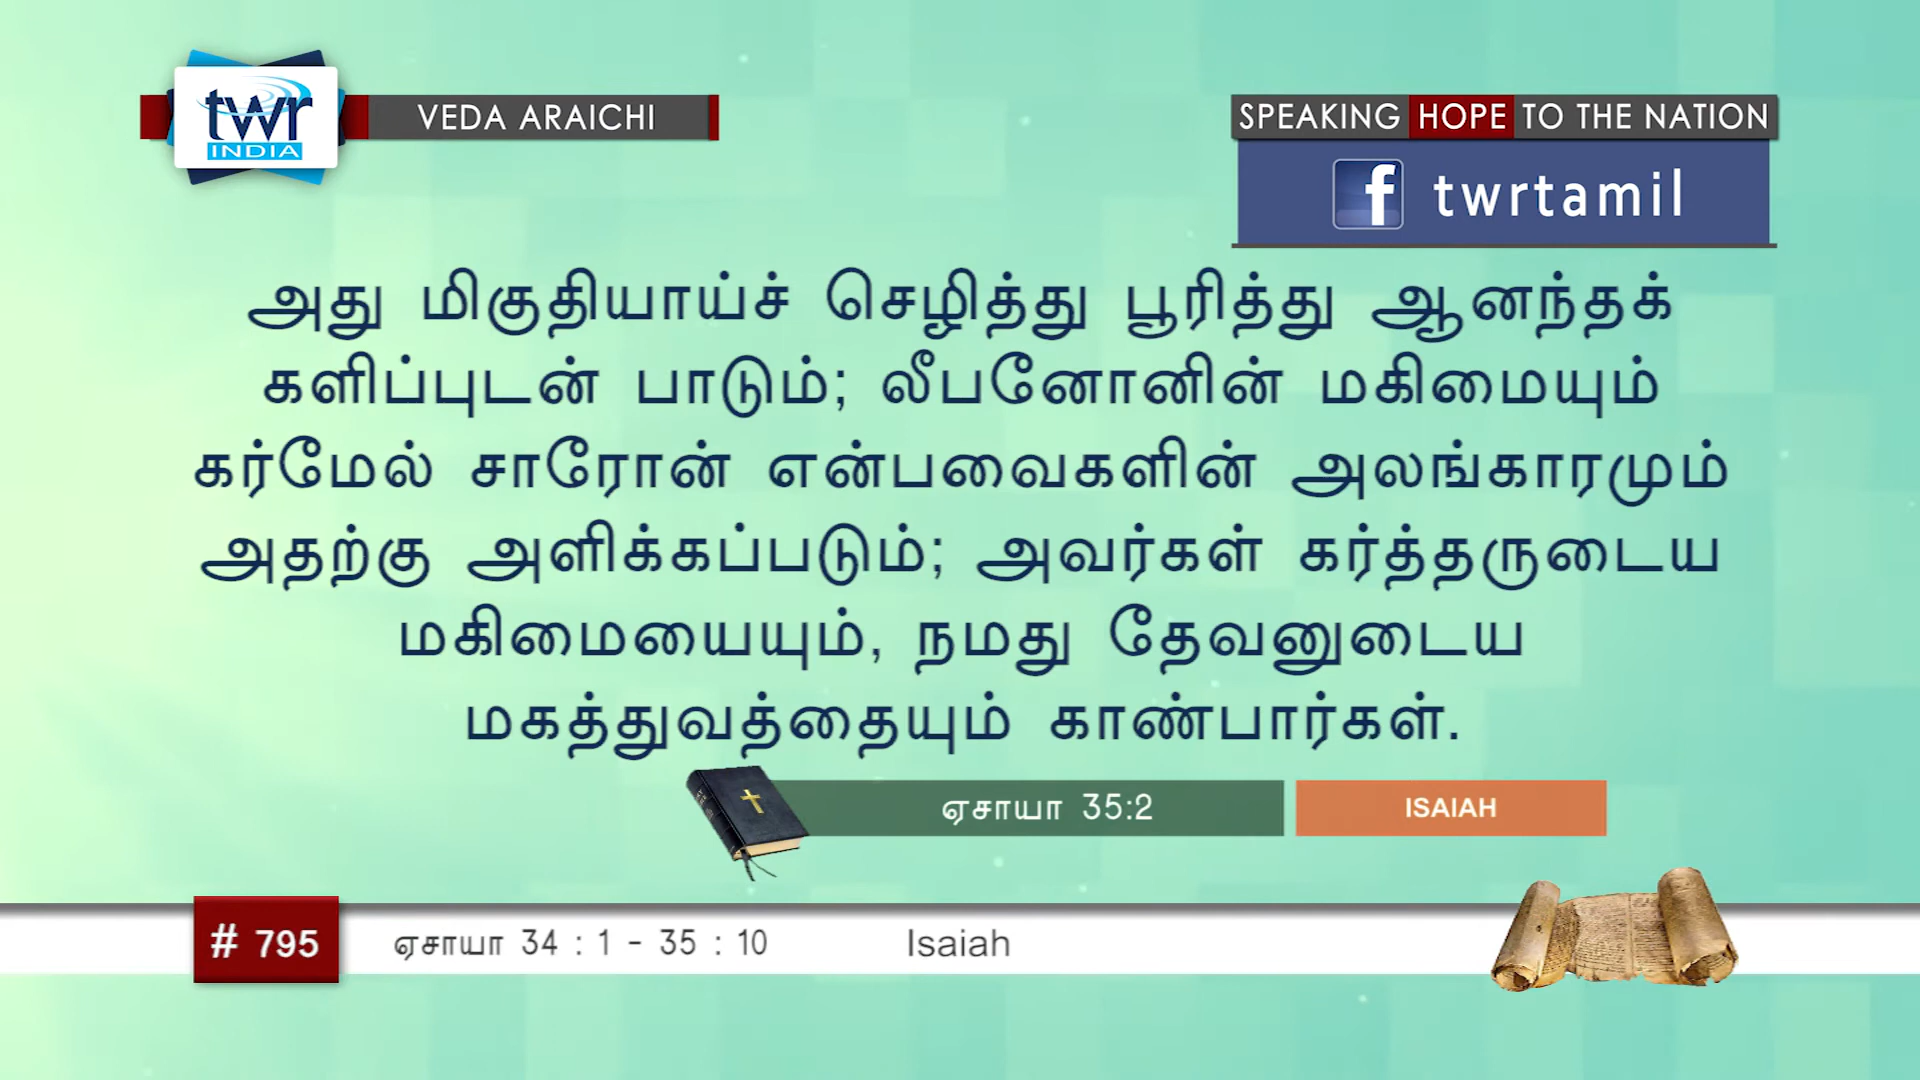 twr
INDIA
VEDA ARAICHI
SPEAKING HOPE TO THE NATION
f twrtamil
அது மிகுதியாய்ச் செழித்து பூரித்து ஆனந்தக்
களிப்புடன் பாடும்; லீபனோனின் மகிமையும்
கர்மேல் சாரோன் என்பவைகளின் அலங்காரமும்
அதற்கு அளிக்கப்படும்; அவர்கள் கர்த்தருடைய
மகிமையையும், நமது தேவனுடைய
மகத்துவத்தையும் காண்பார்கள்.
ஏசாயா 35:2
ISAIAH
# 795
ஏசாயா 34 : 1 - 35 : 10
Isaiah